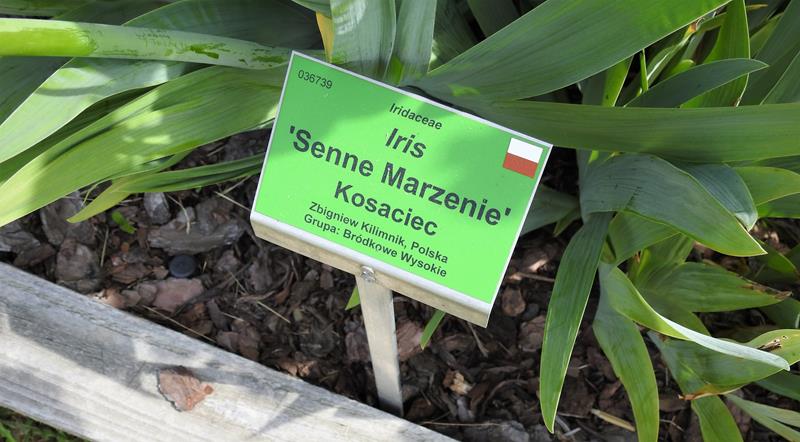 036739
Iridaceae
Iris
'Senne Marzenie'
Kosaciec
Zbigniew Kilimnik, Polska
Grupa: Bródkowe Wysokie